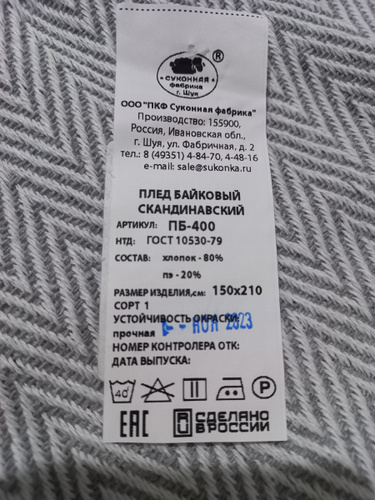 ®
СУКОННАЯ
фабрика
г. Шуя
ООО "ПКФ Суконная фабрика"
Производство: 155900,
Россия, Ивановская обл.,
г. Шуя, ул. Фабричная, д. 2
тел.: 8 (49351) 4-84-70, 4-48-16
e-mail: sale@sukonka.ru
ПЛЕД БАЙКОВЫЙ
СКАНДИНАВСКИЙ
АРТИКУЛ: ПБ-400
НТД: ГОСТ 10530-79
СОСТАВ: хлопок - 80%
пэ - 20%
РАЗМЕР ИЗДЕЛИЯ,см: 150х210
СОРТ 1
УСТОЙЧИВОСТЬ ОКРАСКИ:
прочная НОЯ 2023
НОМЕР КОНТРОЛЕРА ОТК:
ДАТА ВЫПУСКА:
40° P
ЕАС СДЕЛАНО
В РОССИИ